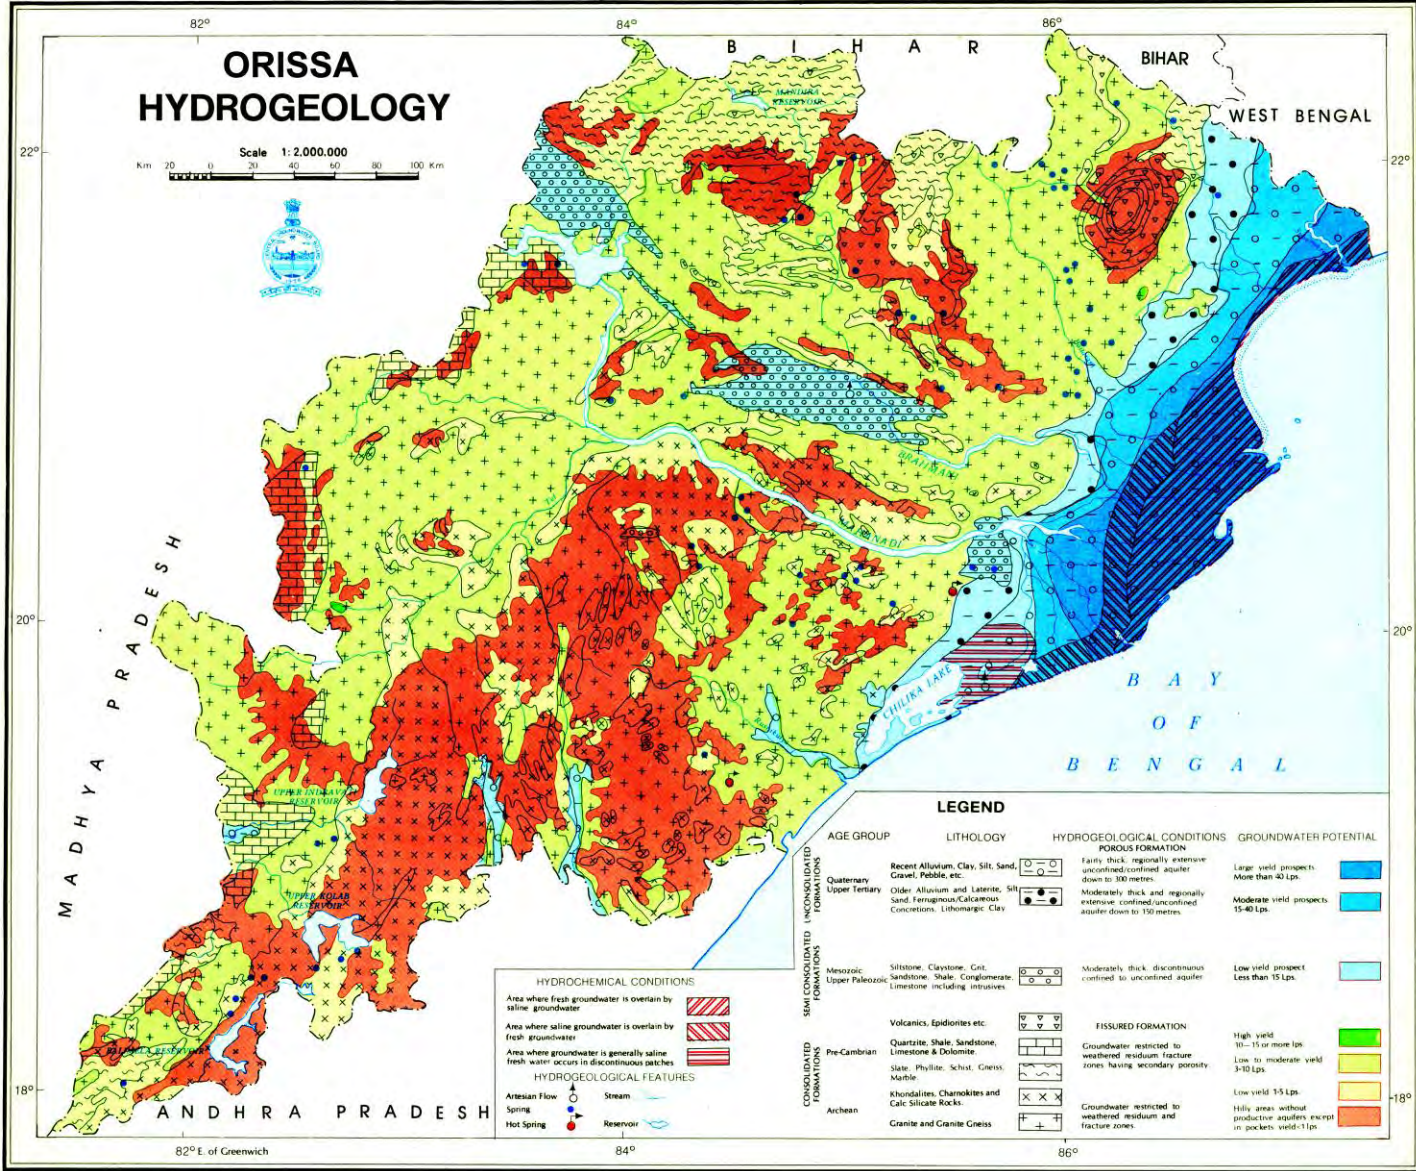 82°
84°
86°
ORISSA
HYDROGEOLOGY
Scale 1: 2.000.000
Km 20 0 20 40 60 80 100 Km
B I H A R
BIHAR
WEST BENGAL
22°
22°
MANDIRA
RESERVOIR
BRAHMANI
MAHANADI
Tel
20°
20°
MADHYA PRADESH
CHILIKA LAKE
BAY
OF
BENGAL
UPPER INDRAVATI
RESERVOIR
UPPER KOLAB
RESERVOIR
BALIMELA RESERVOIR
18°
18°
ANDHRA PRADESH
82° E. of Greenwich
84°
86°
HYDROCHEMICAL CONDITIONS
Area where fresh groundwater is overlain by
saline groundwater
Area where saline groundwater is overlain by
fresh groundwater
Area where groundwater is generally saline
fresh water occurs in discontinuous patches
HYDROGEOLOGICAL FEATURES
Artesian Flow
Stream
Spring
Hot Spring
Reservoir
LEGEND
AGE GROUP LITHOLOGY HYDROGEOLOGICAL CONDITIONS GROUNDWATER POTENTIAL
POROUS FORMATION
UNCONSOLIDATED
FORMATIONS
Quaternary
Upper Tertiary
Recent Alluvium, Clay, Silt, Sand,
Gravel, Pebble, etc.
Fairly thick, regionally extensive
unconfined/confined aquifer
down to 300 metres.
Large yield prospects
More than 40 Lps.
Older Alluvium and Laterite, Silt
Sand, Ferruginous/Calcareous
Concretions, Lithomargic Clay
Moderately thick and regionally
extensive confined/unconfined
aquifer down to 150 metres
Moderate yield prospects
15-40 Lps.
SEMI CONSOLIDATED
FORMATIONS
Mesozoic
Upper Paleozoic
Siltstone, Claystone, Grit,
Sandstone, Shale, Conglomerate,
Limestone including intrusives
Moderately thick, discontinuous
confined to unconfined aquifer
Low yield prospect
Less than 15 Lps.
CONSOLIDATED
FORMATIONS
Volcanics, Epidiorites etc.
FISSURED FORMATION
High yield
10-15 or more lps
Pre-Cambrian
Quartzite, Shale, Sandstone,
Limestone & Dolomite.
Groundwater restricted to
weathered residuum fracture
zones having secondary porosity
Low to moderate yield
3-10 Lps.
Slate, Phyllite, Schist, Gneiss,
Marble.
Archean
Khondalites, Charnokites and
Calc Silicate Rocks.
Low yield 1-5 Lps.
Granite and Granite Gneiss
Groundwater restricted to
weathered residuum and
fracture zones.
Hilly areas without
productive aquifers except
in pockets yield<1 lps